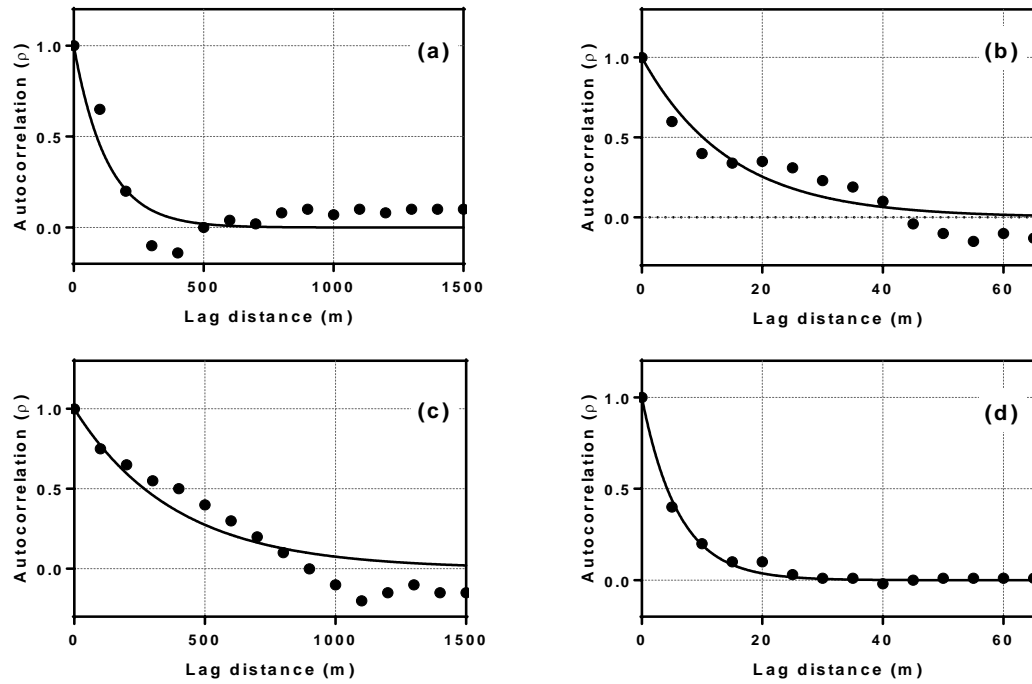 Autocorrelation (ρ)
1.0
0.5
0.0
(a)
0 500 1000 1500
Lag distance (m)
Autocorrelation (ρ)
1.0
0.5
0.0
(b)
0 20 40 60
Lag distance (m)
Autocorrelation (ρ)
1.0
0.5
0.0
(c)
0 500 1000 1500
Lag distance (m)
Autocorrelation (ρ)
1.0
0.5
0.0
(d)
0 20 40 60
Lag distance (m)